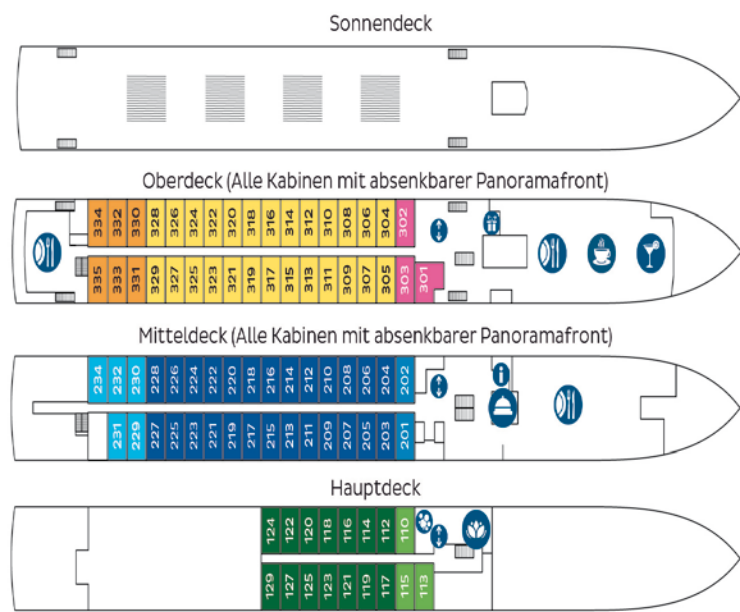 Sonnendeck
Oberdeck (Alle Kabinen mit absenkbarer Panoramafront)
334 332 330 328 326 324 322 320 318 316 314 312 310 308 306 304 302
335 333 331 329 327 325 323 321 319 317 315 313 311 309 307 305 303 301
Mitteldeck (Alle Kabinen mit absenkbarer Panoramafront)
234 232 230 228 226 224 222 220 218 216 214 212 210 208 206 204 202
i
231 229 227 225 223 221 219 217 215 213 211 209 207 205 203 201
Hauptdeck
124 122 120 118 116 114 112 110
129 127 125 123 121 119 117 115 113